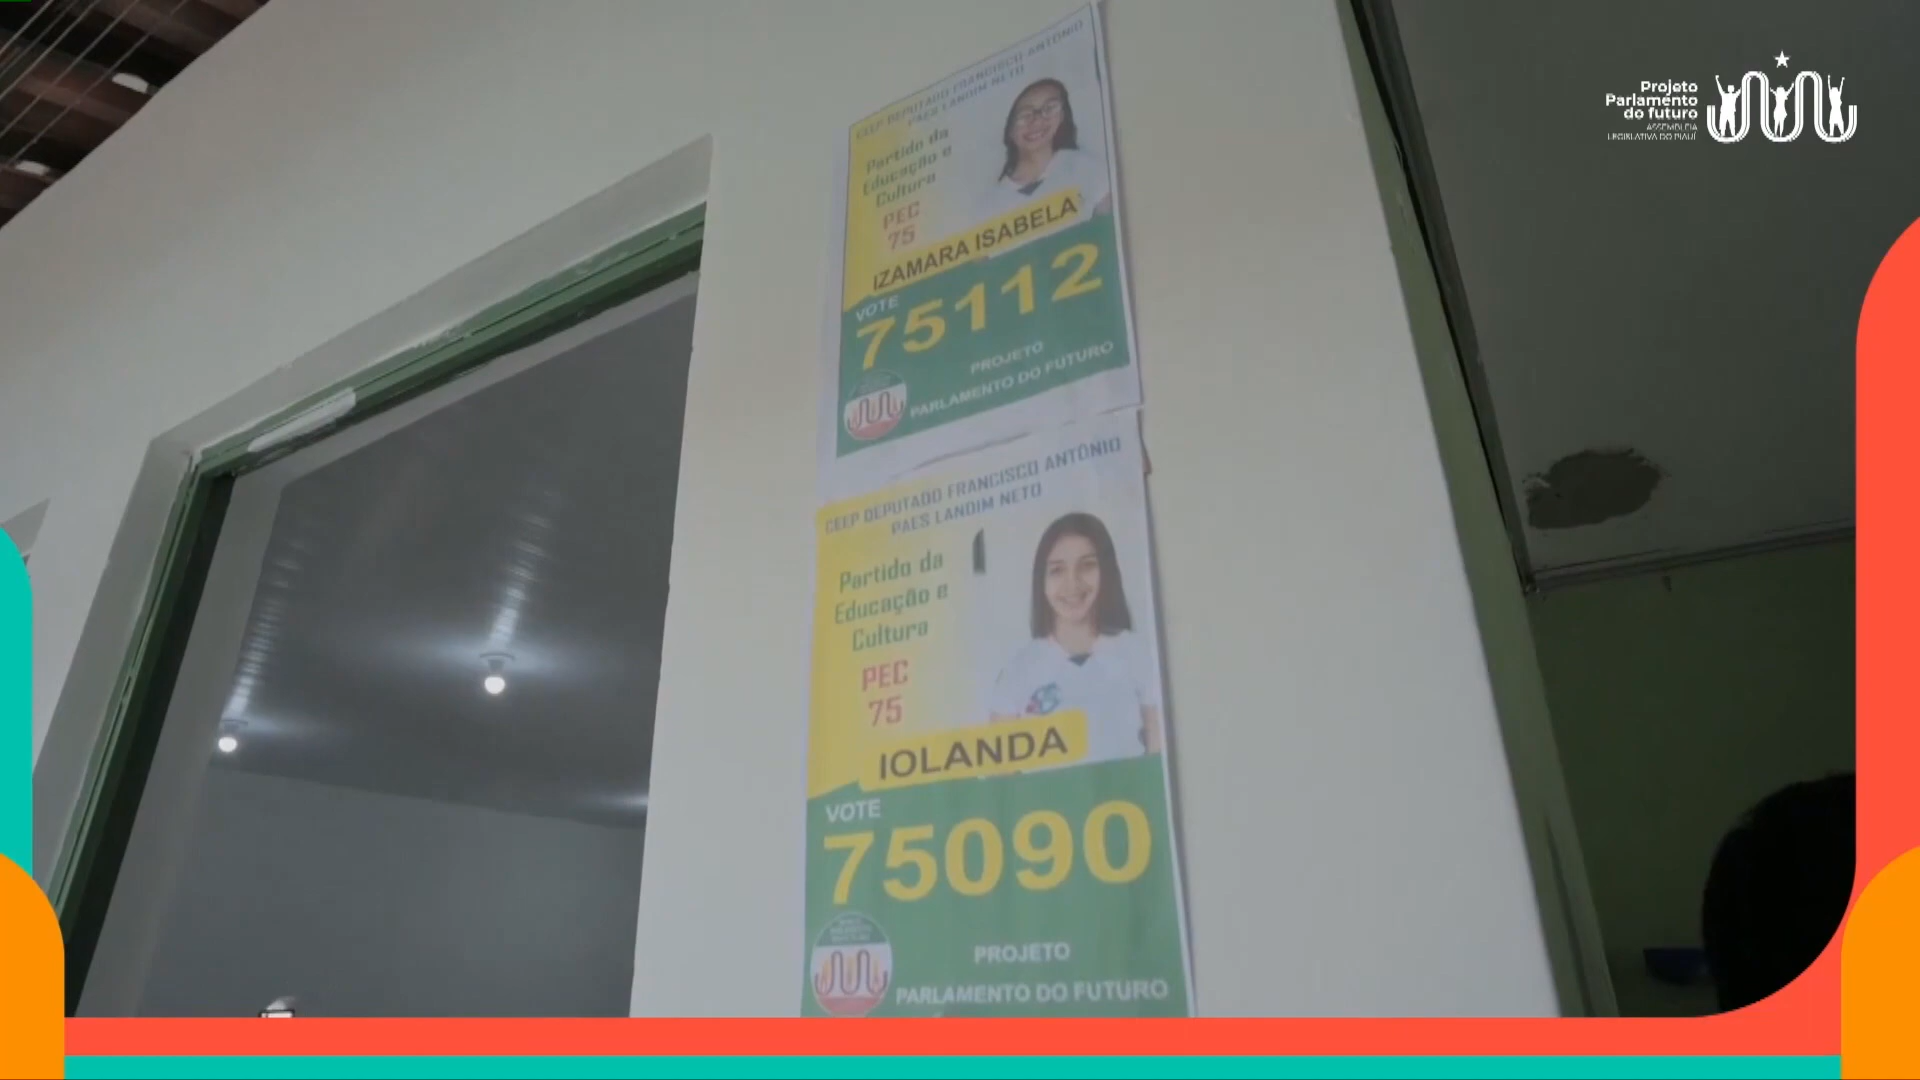 Projeto
Parlamento
do futuro
ASSEMBLEIA
LEGISLATIVA DO PIAUÍ
CEEP DEPUTADO FRANCISCO ANTÔNIO
PAES LANDIM NETO
Partido da
Educação e
Cultura
PEC
75
IZAMARA ISABELA
VOTE
75112
PROJETO
PARLAMENTO DO FUTURO
CEEP DEPUTADO FRANCISCO ANTÔNIO
PAES LANDIM NETO
Partido da
Educação e
Cultura
PEC
75
IOLANDA
VOTE
75090
PROJETO
PARLAMENTO DO FUTURO